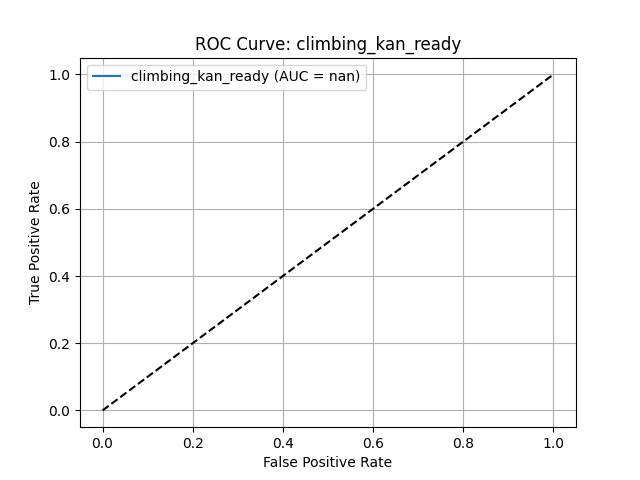 ROC Curve: climbing_kan_ready
climbing_kan_ready (AUC = nan)
1.0
0.8
0.6
0.4
0.2
0.0
True Positive Rate
0.0 0.2 0.4 0.6 0.8 1.0
False Positive Rate